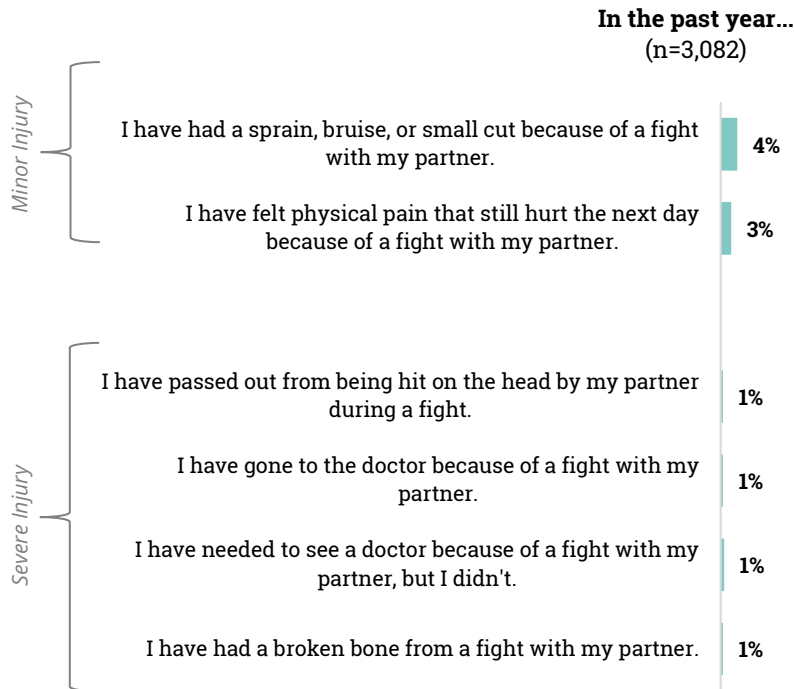 In the past year...
(n=3,082)
Minor Injury
I have had a sprain, bruise, or small cut because of a fight
with my partner.
4%
I have felt physical pain that still hurt the next day
because of a fight with my partner.
3%
Severe Injury
I have passed out from being hit on the head by my partner
during a fight.
1%
I have gone to the doctor because of a fight with my
partner.
1%
I have needed to see a doctor because of a fight with my
partner, but I didn't.
1%
I have had a broken bone from a fight with my partner.
1%